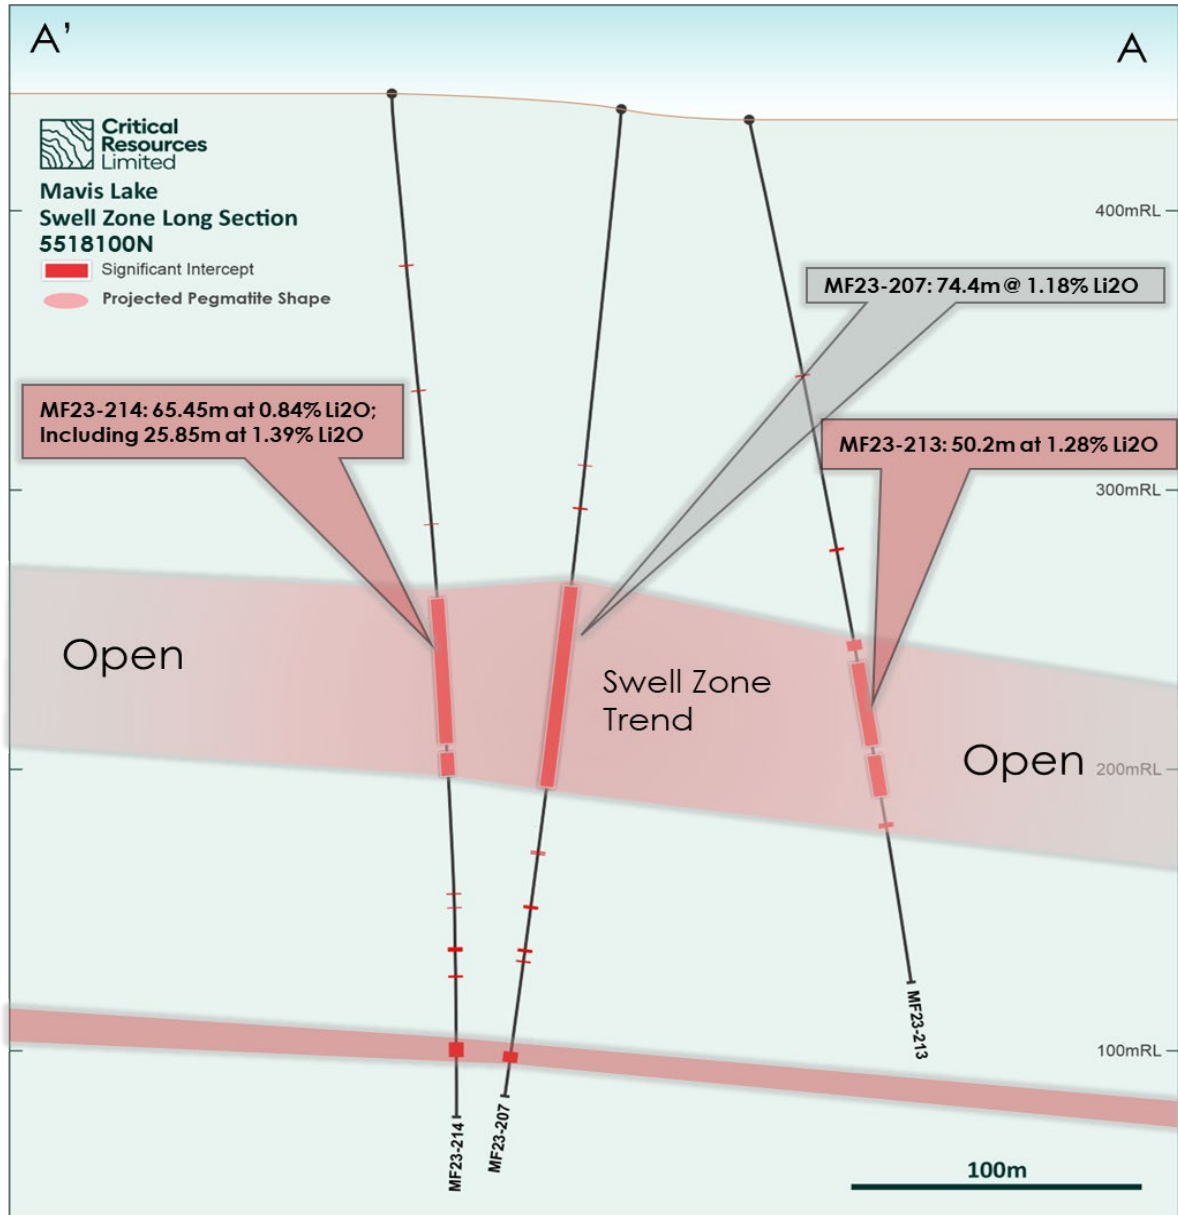 A'
A
Critical
Resources
Limited
Mavis Lake
Swell Zone Long Section
5518100N
Significant Intercept
Projected Pegmatite Shape
400mRL
MF23-207: 74.4m @ 1.18% Li2O
MF23-214: 65.45m at 0.84% Li2O;
Including 25.85m at 1.39% Li2O
MF23-213: 50.2m at 1.28% Li2O
300mRL
Open
Swell Zone
Trend
Open
200mRL
MF23-213
100mRL
MF23-214
MF23-207
100m